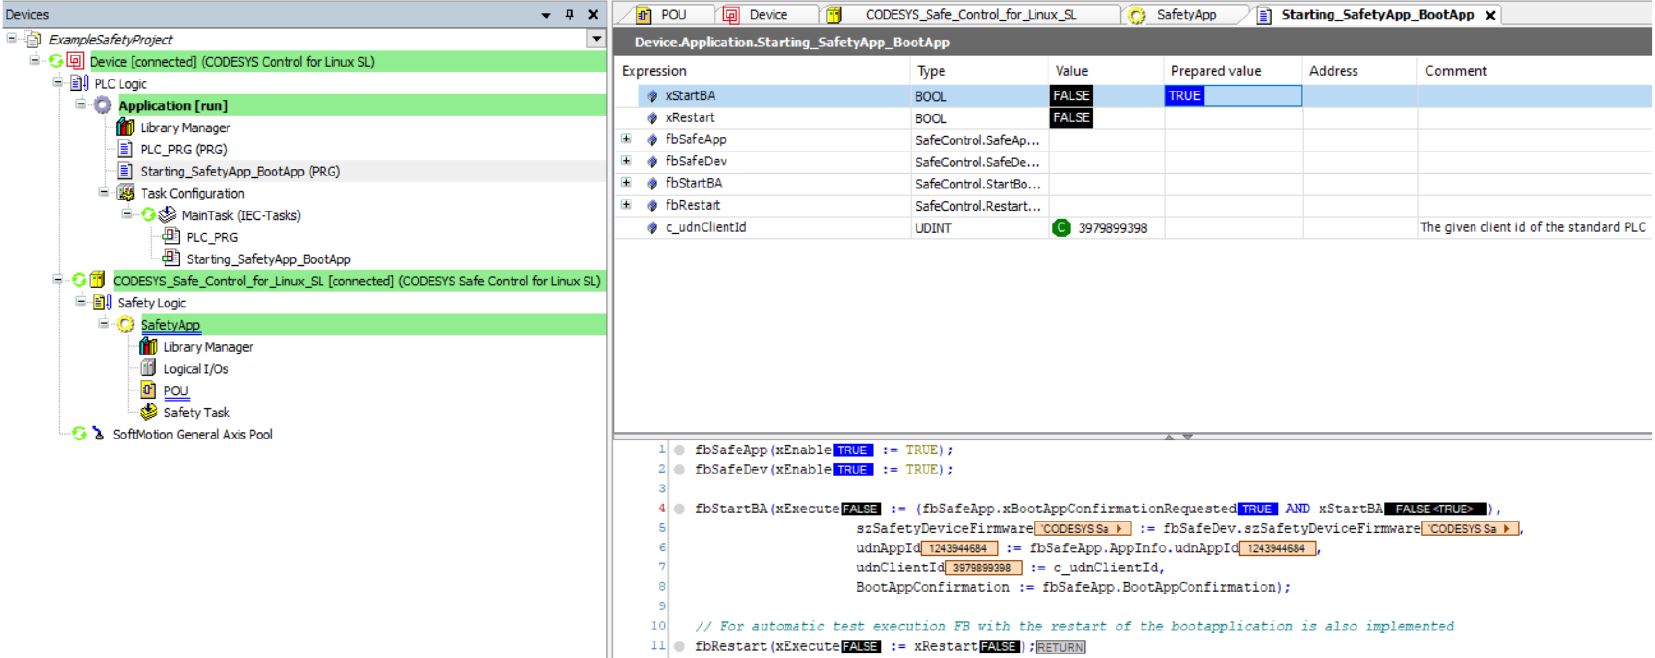 Devices
ExampleSafetyProject
Device [connected] (CODESYS Control for Linux SL)
PLC Logic
Application [run]
Library Manager
PLC_PRG (PRG)
Starting_SafetyApp_BootApp (PRG)
Task Configuration
MainTask (IEC-Tasks)
PLC_PRG
Starting_SafetyApp_BootApp
CODESYS_Safe_Control_for_Linux_SL [connected] (CODESYS Safe Control for Linux SL)
Safety Logic
SafetyApp
Library Manager
Logical I/Os
POU
Safety Task
SoftMotion General Axis Pool
POU Device CODESYS_Safe_Control_for_Linux_SL SafetyApp Starting_SafetyApp_BootApp
Device.Application.Starting_SafetyApp_BootApp
Expression Type Value Prepared value Address Comment
xStartBA BOOL FALSE TRUE
xRestart BOOL FALSE
fbSafeApp SafeControl.SafeAp...
fbSafeDev SafeControl.SafeDe...
fbStartBA SafeControl.StartBo...
fbRestart SafeControl.Restart...
c_udnClientId UDINT C 3979899398 The given client id of the standard PLC
1 fbSafeApp(xEnable TRUE := TRUE);
2 fbSafeDev(xEnable TRUE := TRUE);
3
4 fbStartBA(xExecute FALSE := (fbSafeApp.xBootAppConfirmationRequested TRUE AND xStartBA FALSE<TRUE> ),
5 szSafetyDeviceFirmware 'CODESYS Sa := fbSafeDev.szSafetyDeviceFirmware 'CODESYS Sa ,
6 udnAppId 1243944684 := fbSafeApp.AppInfo.udnAppId 1243944684 ,
7 udnClientId 3979899398 := c_udnClientId,
8 BootAppConfirmation := fbSafeApp.BootAppConfirmation);
9
10 // For automatic test execution FB with the restart of the bootapplication is also implemented
11 fbRestart(xExecute FALSE := xRestart FALSE ); RETURN